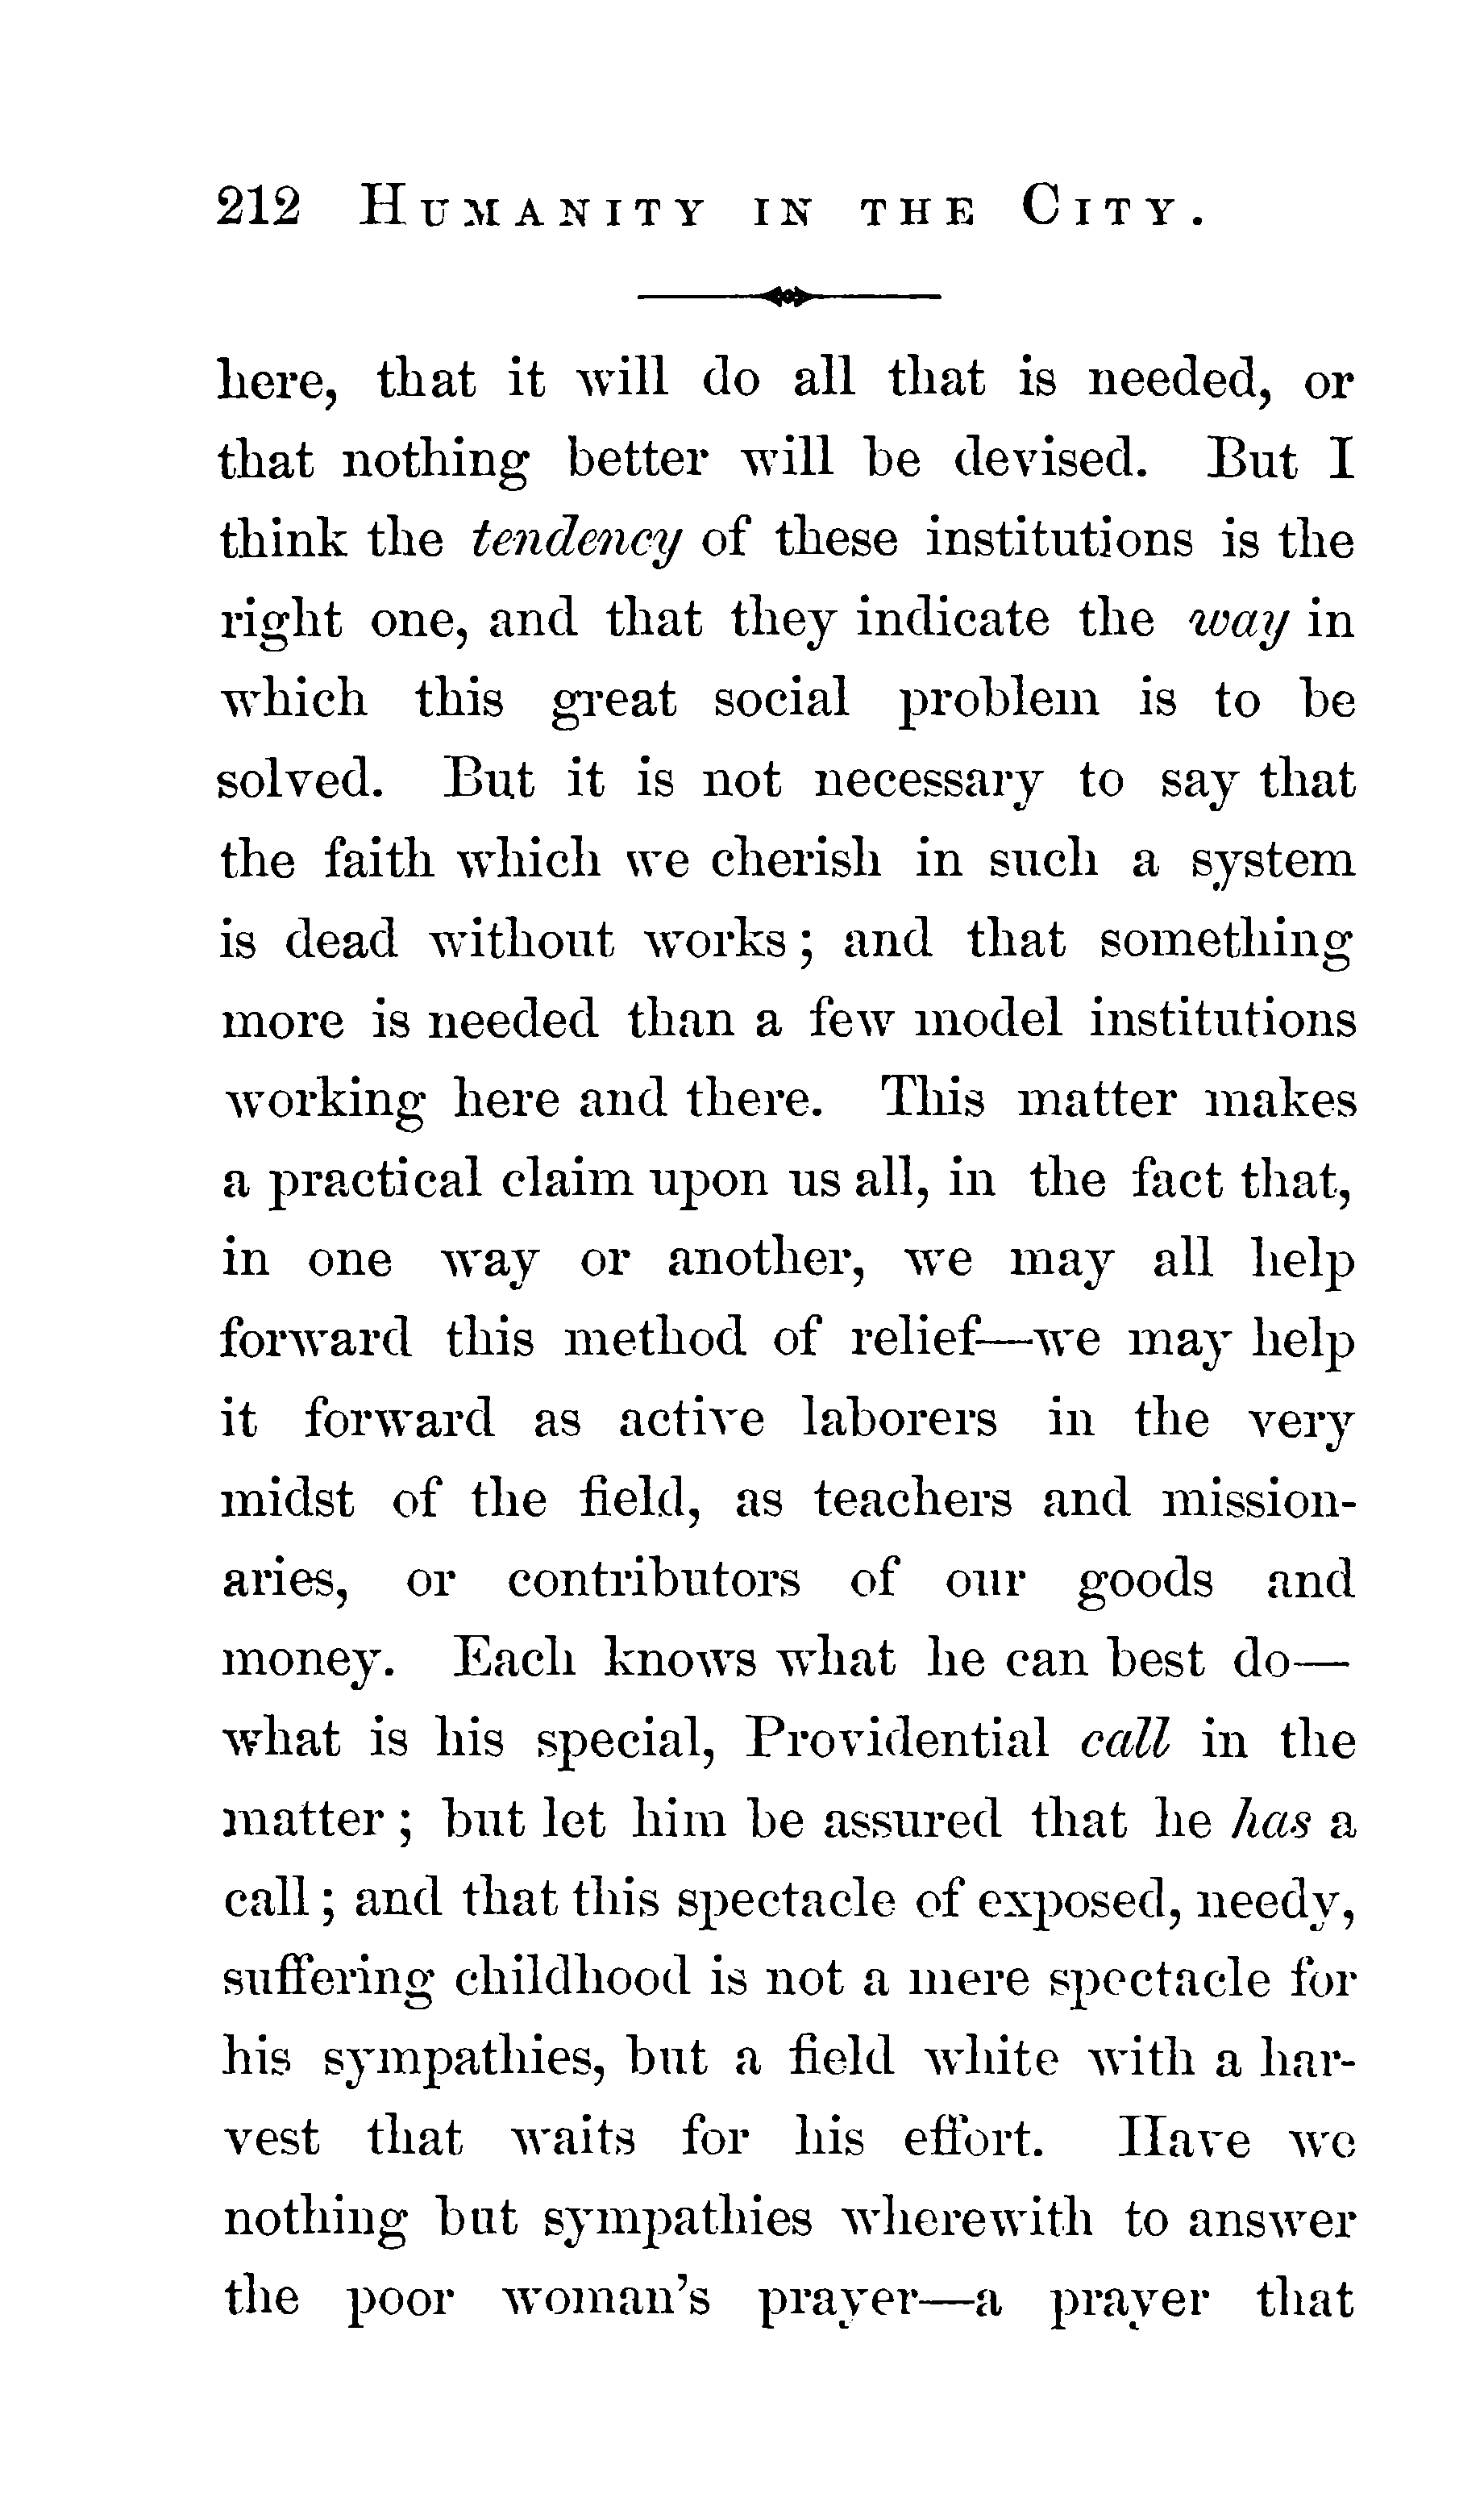 212 HUMANITY IN THE CITY.
here, that it will do all that is needed, or
that nothing better will be devised. But I
think the tendency of these institutions is the
right one, and that they indicate the way in
which this great social problem is to be
solved. But it is not necessary to say that
the faith which we cherish in such a system
is dead without works; and that something
more is needed than a few model institutions
working here and there. This matter makes
a practical claim upon us all, in the fact that,
in one way or another, we may all help
forward this method of relief—we may help
it forward as active laborers in the very
midst of the field, as teachers and mission-
aries, or contributors of our goods and
money. Each knows what he can best do—
what is his special, Providential call in the
matter; but let him be assured that he has a
call; and that this spectacle of exposed, needy,
suffering childhood is not a mere spectacle for
his sympathies, but a field white with a har-
vest that waits for his effort. Have we
nothing but sympathies wherewith to answer
the poor woman's prayer—a prayer that